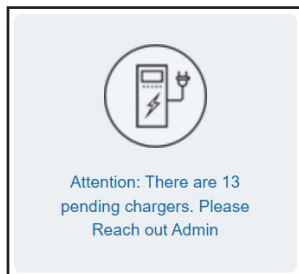 Attention: There are 13
pending chargers. Please
Reach out Admin